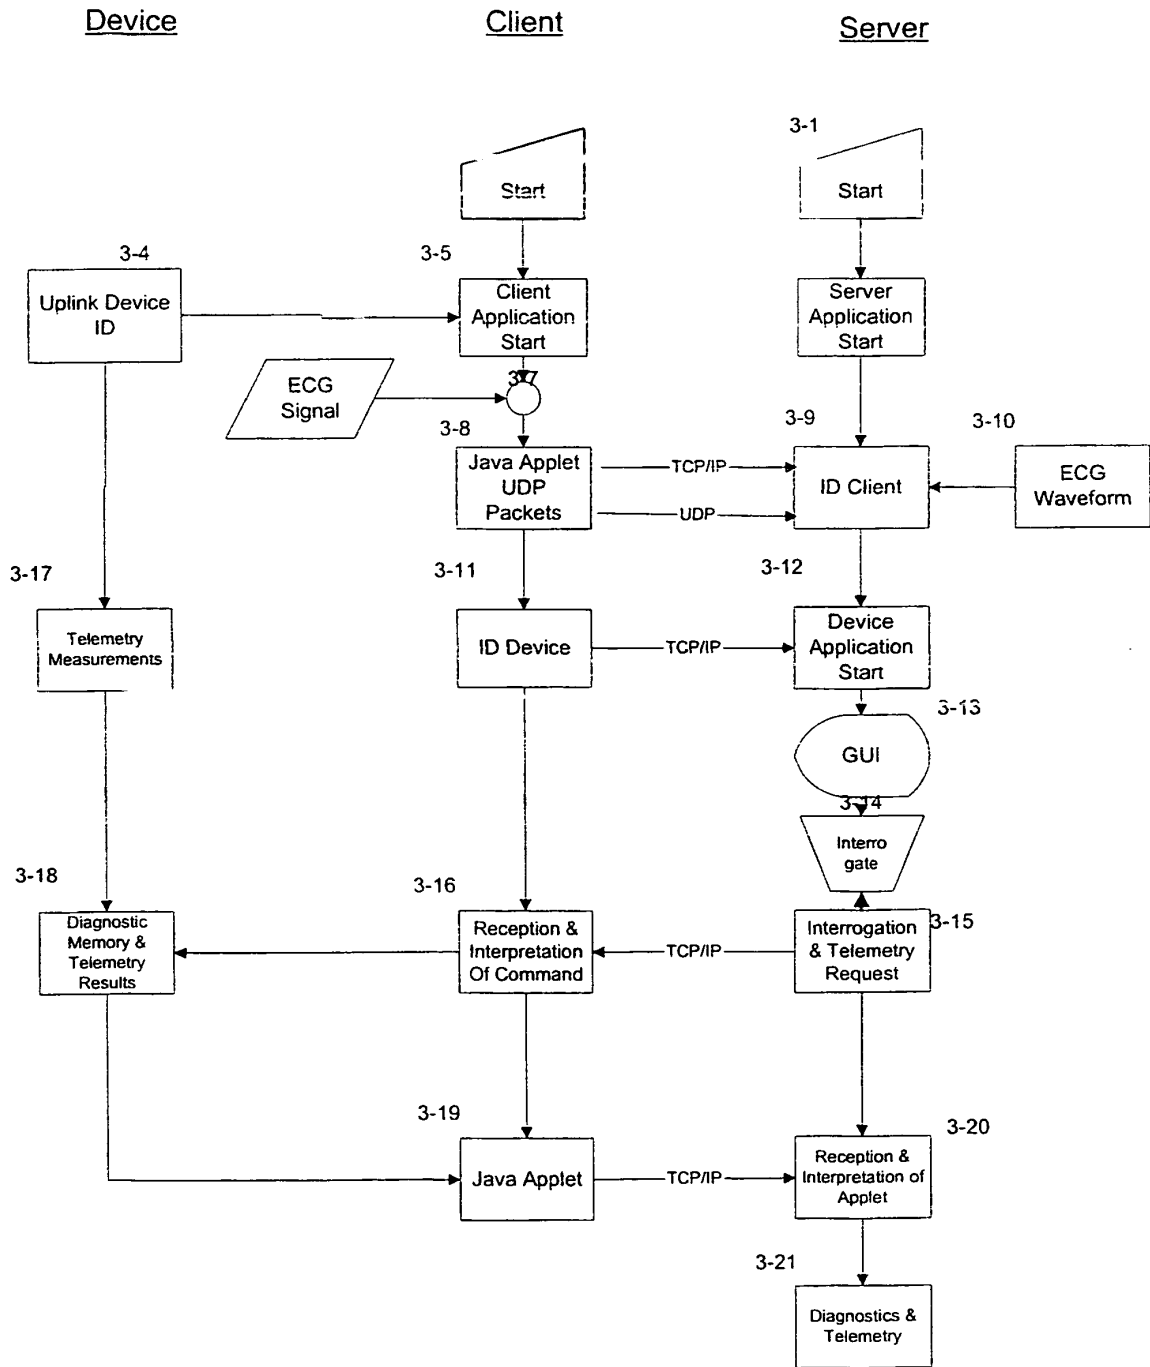 Device
Client
Server
3-1
Start
Start
3-4
3-5
Uplink Device
ID
Client
Application
Start
Server
Application
Start
3-7
ECG
Signal
3-8
3-9
3-10
Java Applet
UDP
Packets
TCP/IP
UDP
ID Client
ECG
Waveform
3-17
3-11
3-12
Telemetry
Measurements
ID Device
TCP/IP
Device
Application
Start
3-13
GUI
3-14
Interro
gate
3-18
3-16
3-15
Diagnostic
Memory &
Telemetry
Results
Reception &
Interpretation
Of Command
TCP/IP
Interrogation
& Telemetry
Request
3-19
3-20
Java Applet
TCP/IP
Reception &
Interpretation of
Applet
3-21
Diagnostics &
Telemetry